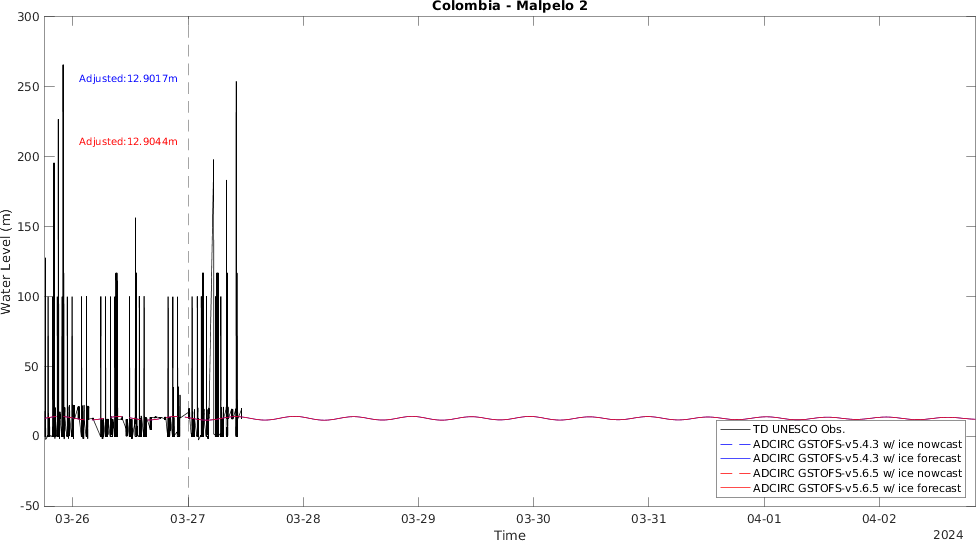 Colombia - Malpelo 2
300
250
200
150
100
50
0
-50
Water Level (m)
Adjusted:12.9017m
Adjusted:12.9044m
TD UNESCO Obs.
ADCIRC GSTOFS-v5.4.3 w/ ice nowcast
ADCIRC GSTOFS-v5.4.3 w/ ice forecast
ADCIRC GSTOFS-v5.6.5 w/ ice nowcast
ADCIRC GSTOFS-v5.6.5 w/ ice forecast
03-26 03-27 03-28 03-29 03-30 03-31 04-01 04-02
Time
2024